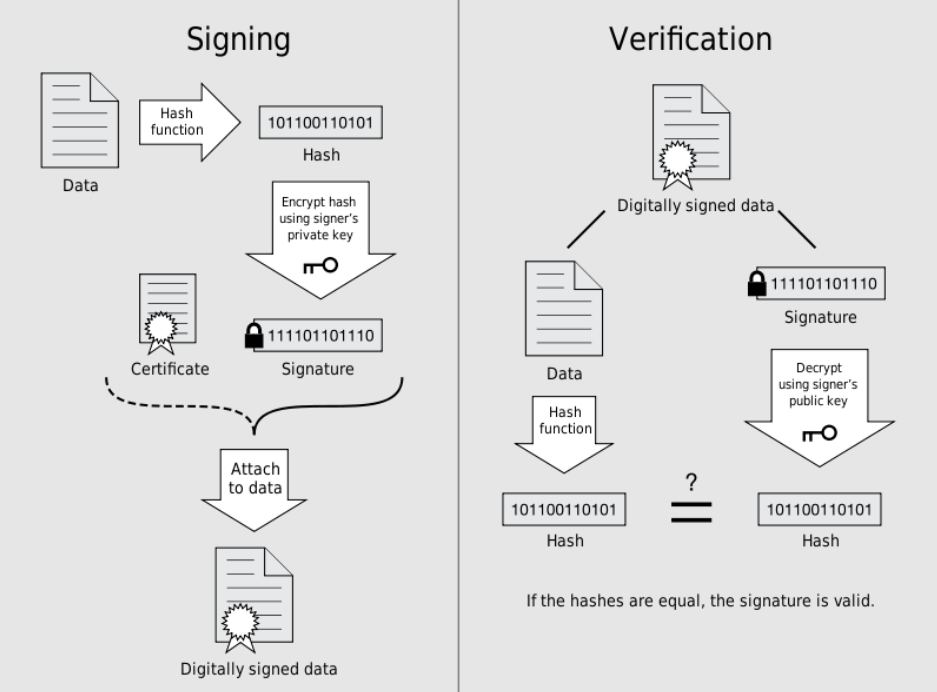 Signing
Data
Hash
function
101100110101
Hash
Encrypt hash
using signer's
private key
Certificate
111101101110
Signature
Attach
to data
Digitally signed data
Verification
Digitally signed data
Data
111101101110
Signature
Hash
function
Decrypt
using signer's
public key
101100110101
Hash
?
101100110101
Hash
If the hashes are equal, the signature is valid.